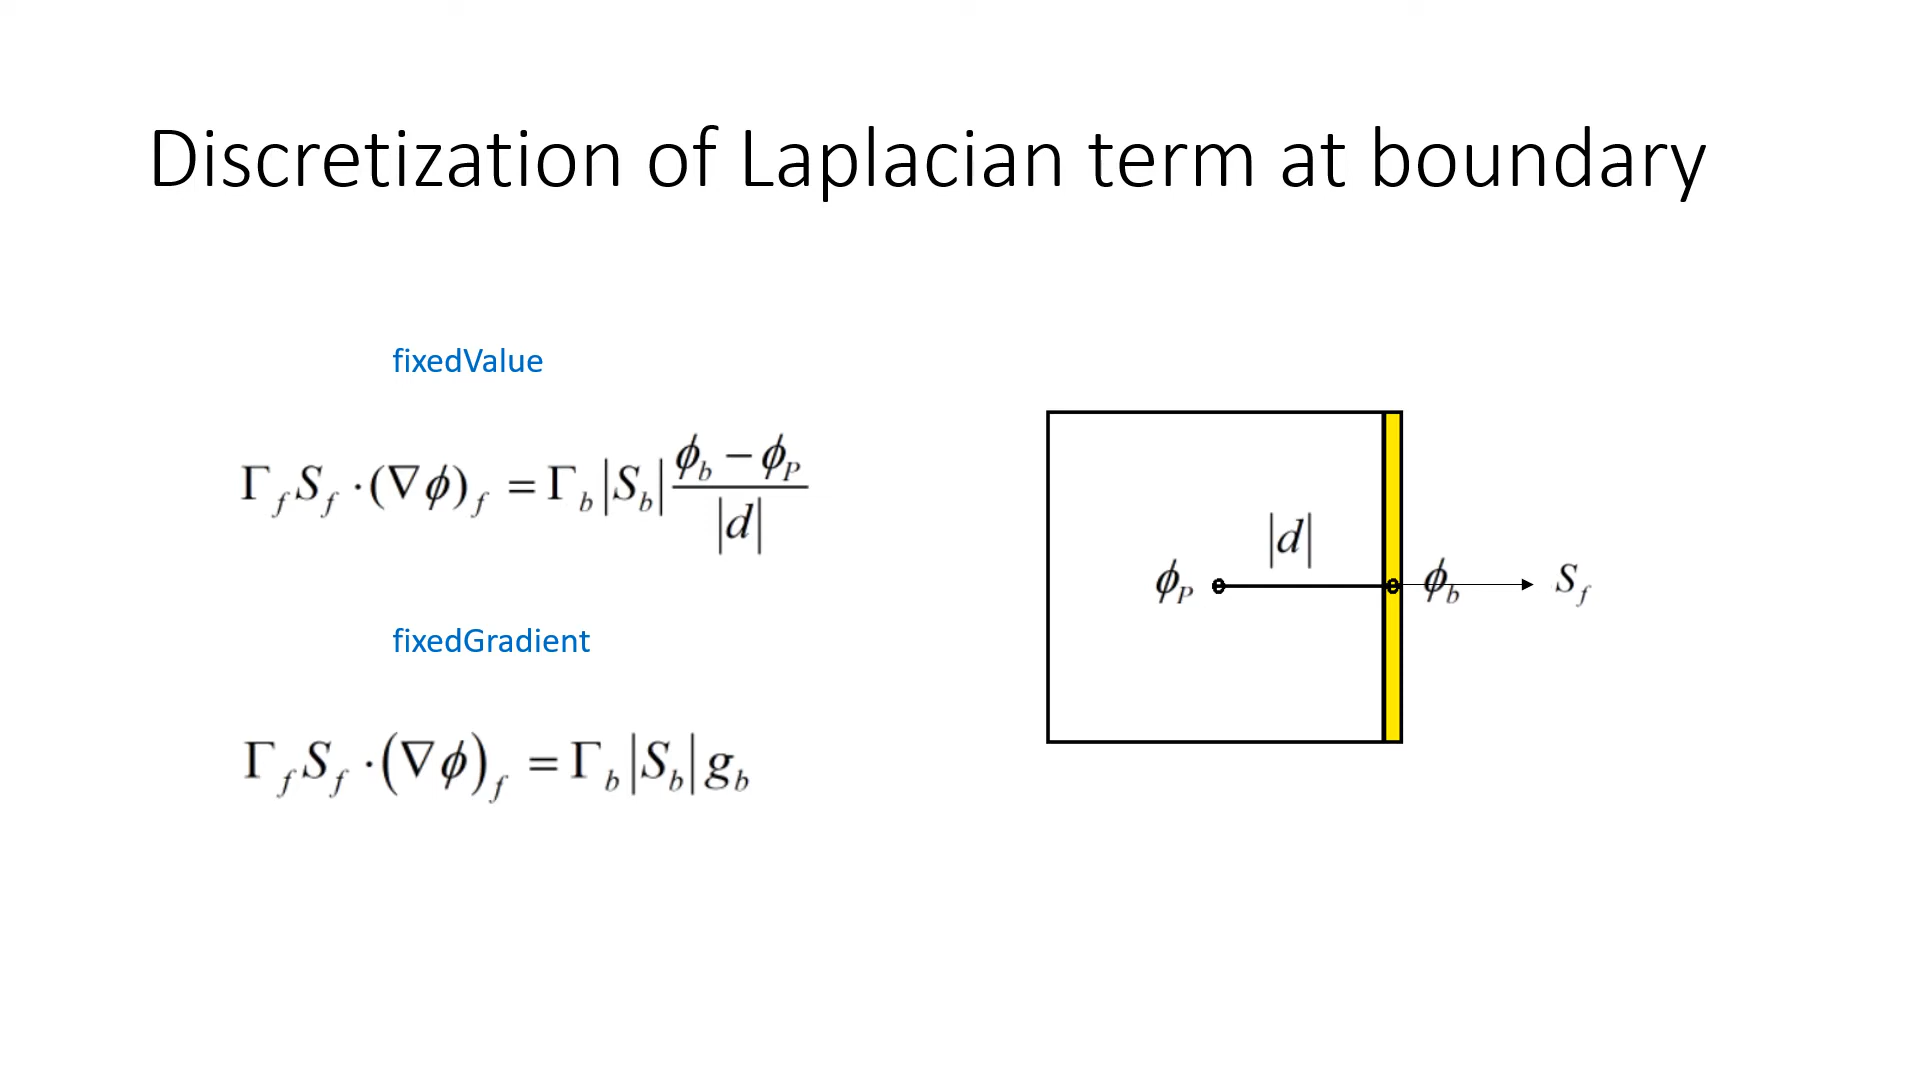 Discretization of Laplacian term at boundary
fixedValue
Γ_f S_f · (∇ϕ)_f = Γ_b |S_b| (ϕ_b − ϕ_P) / |d|
fixedGradient
Γ_f S_f · (∇ϕ)_f = Γ_b |S_b| g_b
|d|
ϕ_P ϕ_b S_f